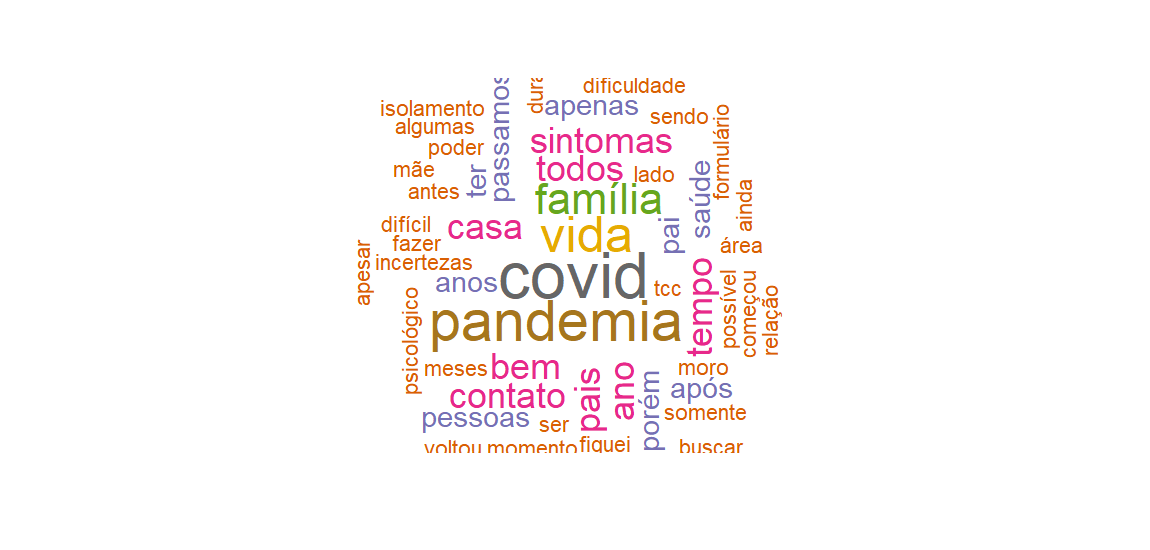 dificuldade
isolamento
passamos
dura
apenas
sendo
algumas
formulário
sintomas
poder
todos
mãe
lado
ter
saúde
antes
família
ainda
difícil
casa
vida
pai
fazer
área
incertezas
apesar
covid
anos
tcc
tempo
possível
começou
relação
psicológico
pandemia
meses
bem
moro
contato
pais
ano
após
pessoas
ser
porém
somente
voltou
momento
fiquei
buscar